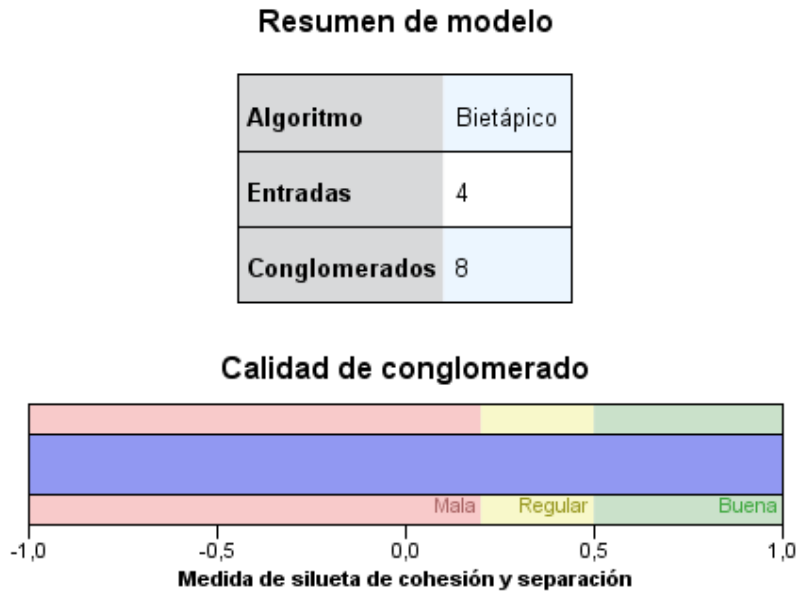 Resumen de modelo
Algoritmo Bietápico
Entradas 4
Conglomerados 8
Calidad de conglomerado
Mala Regular Buena
-1,0 -0,5 0,0 0,5 1,0
Medida de silueta de cohesión y separación